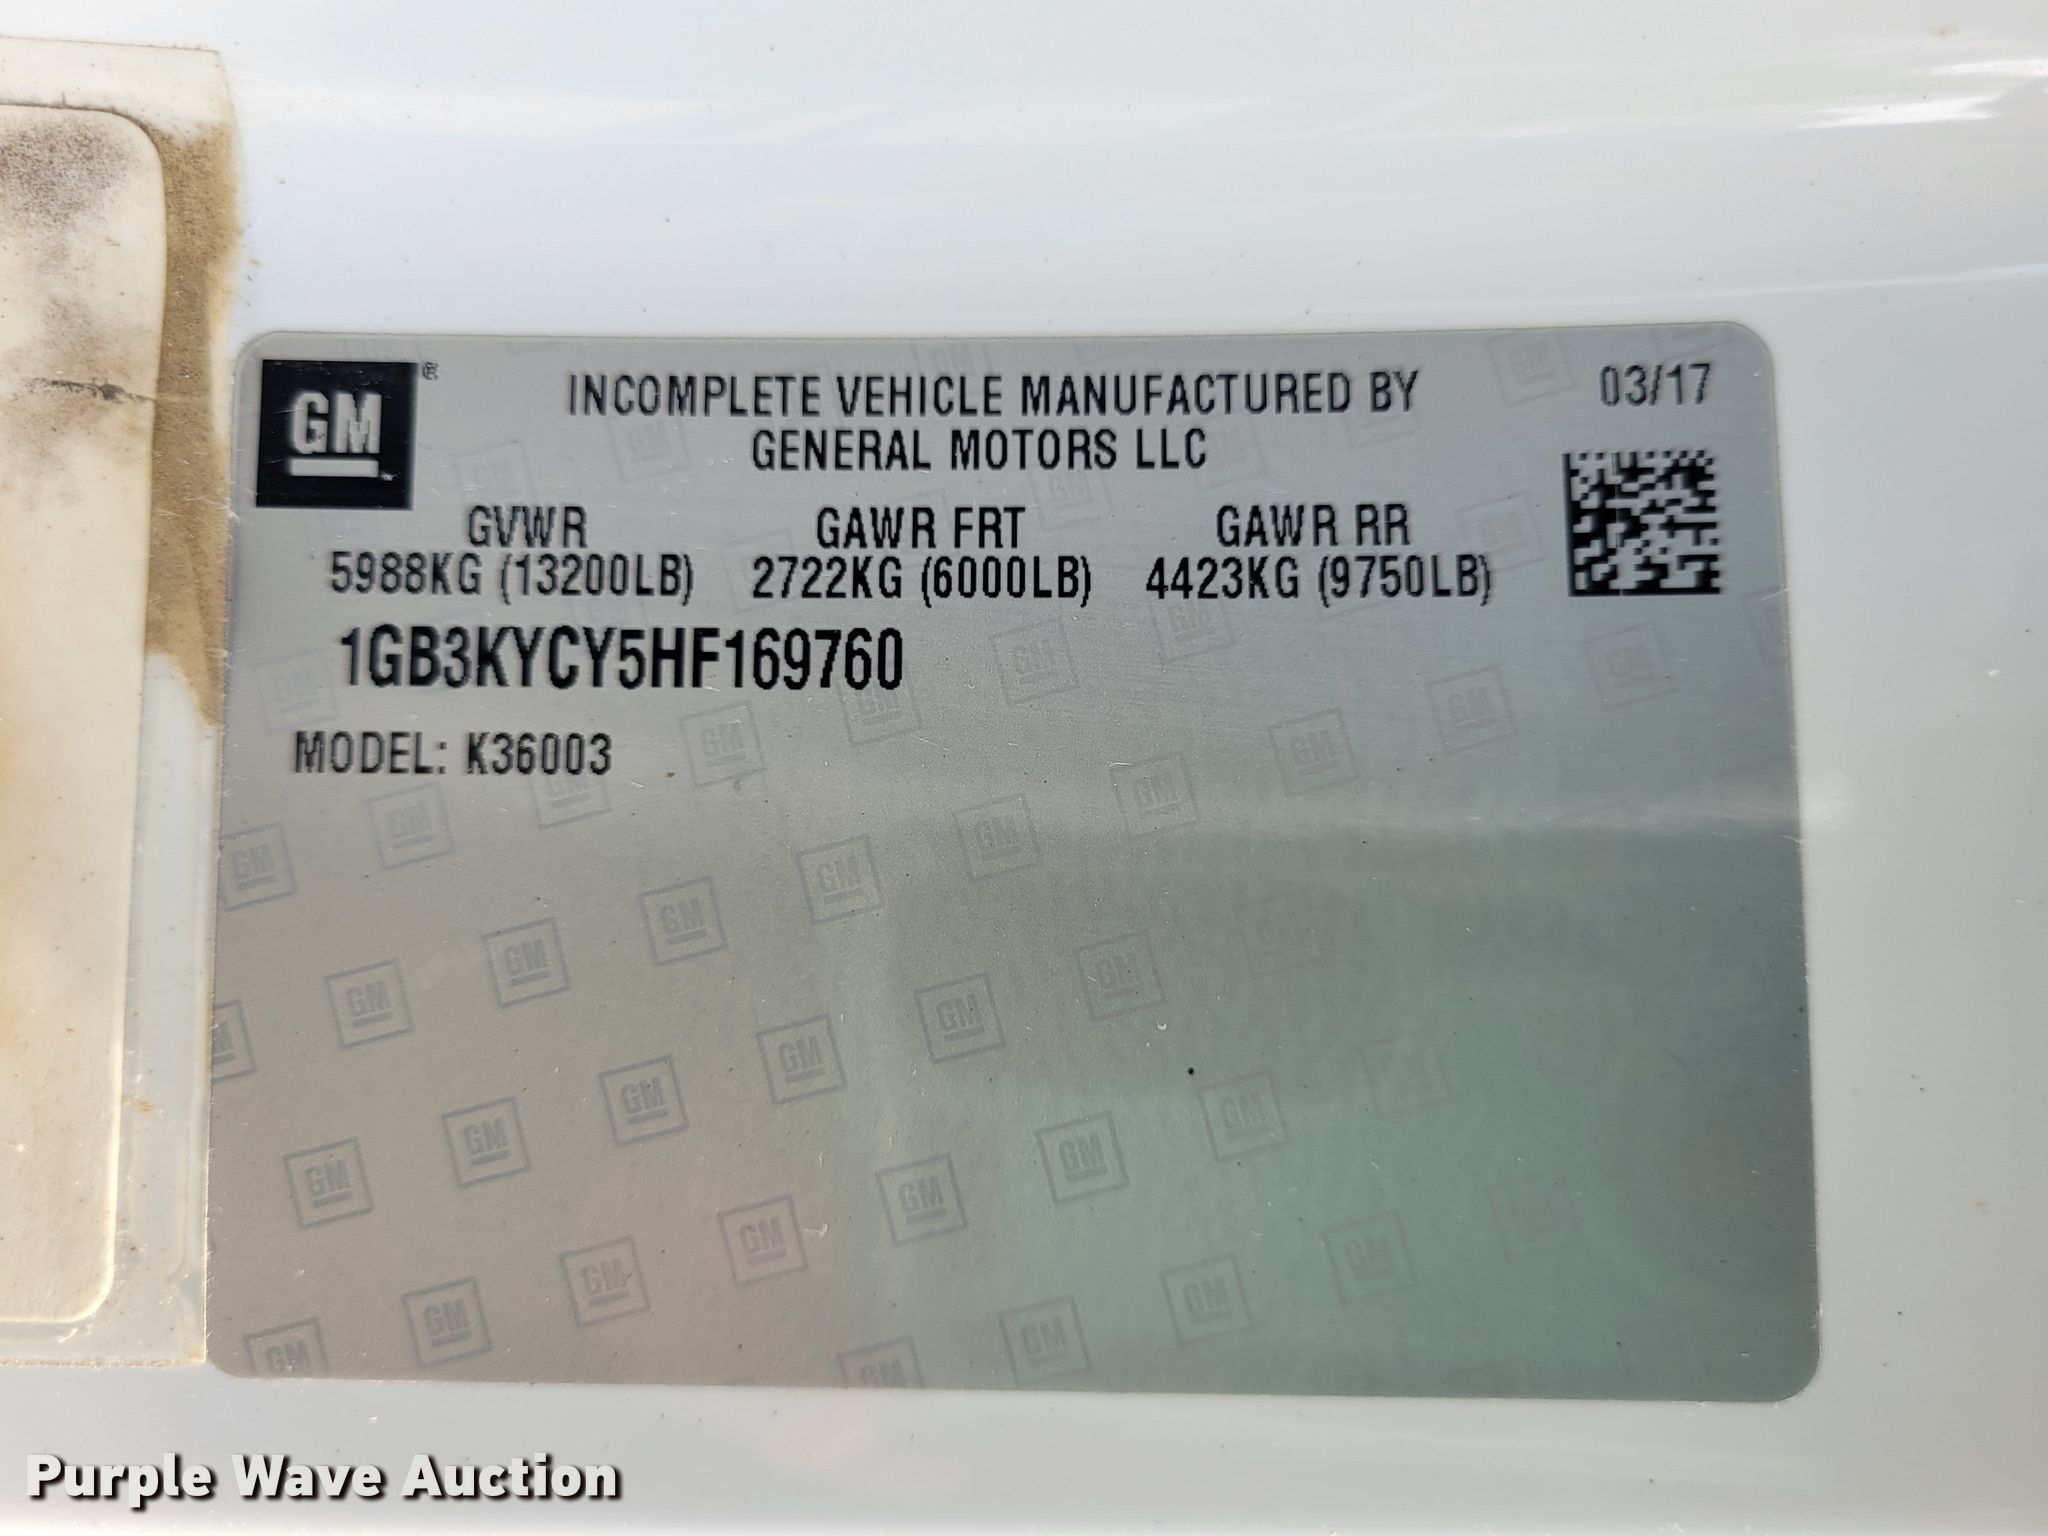 GM
INCOMPLETE VEHICLE MANUFACTURED BY
GENERAL MOTORS LLC
03/17
GVWR GAWR FRT GAWR RR
5988KG (13200LB) 2722KG (6000LB) 4423KG (9750LB)
1GB3KYCY5HF169760
MODEL: K36003
Purple Wave Auction